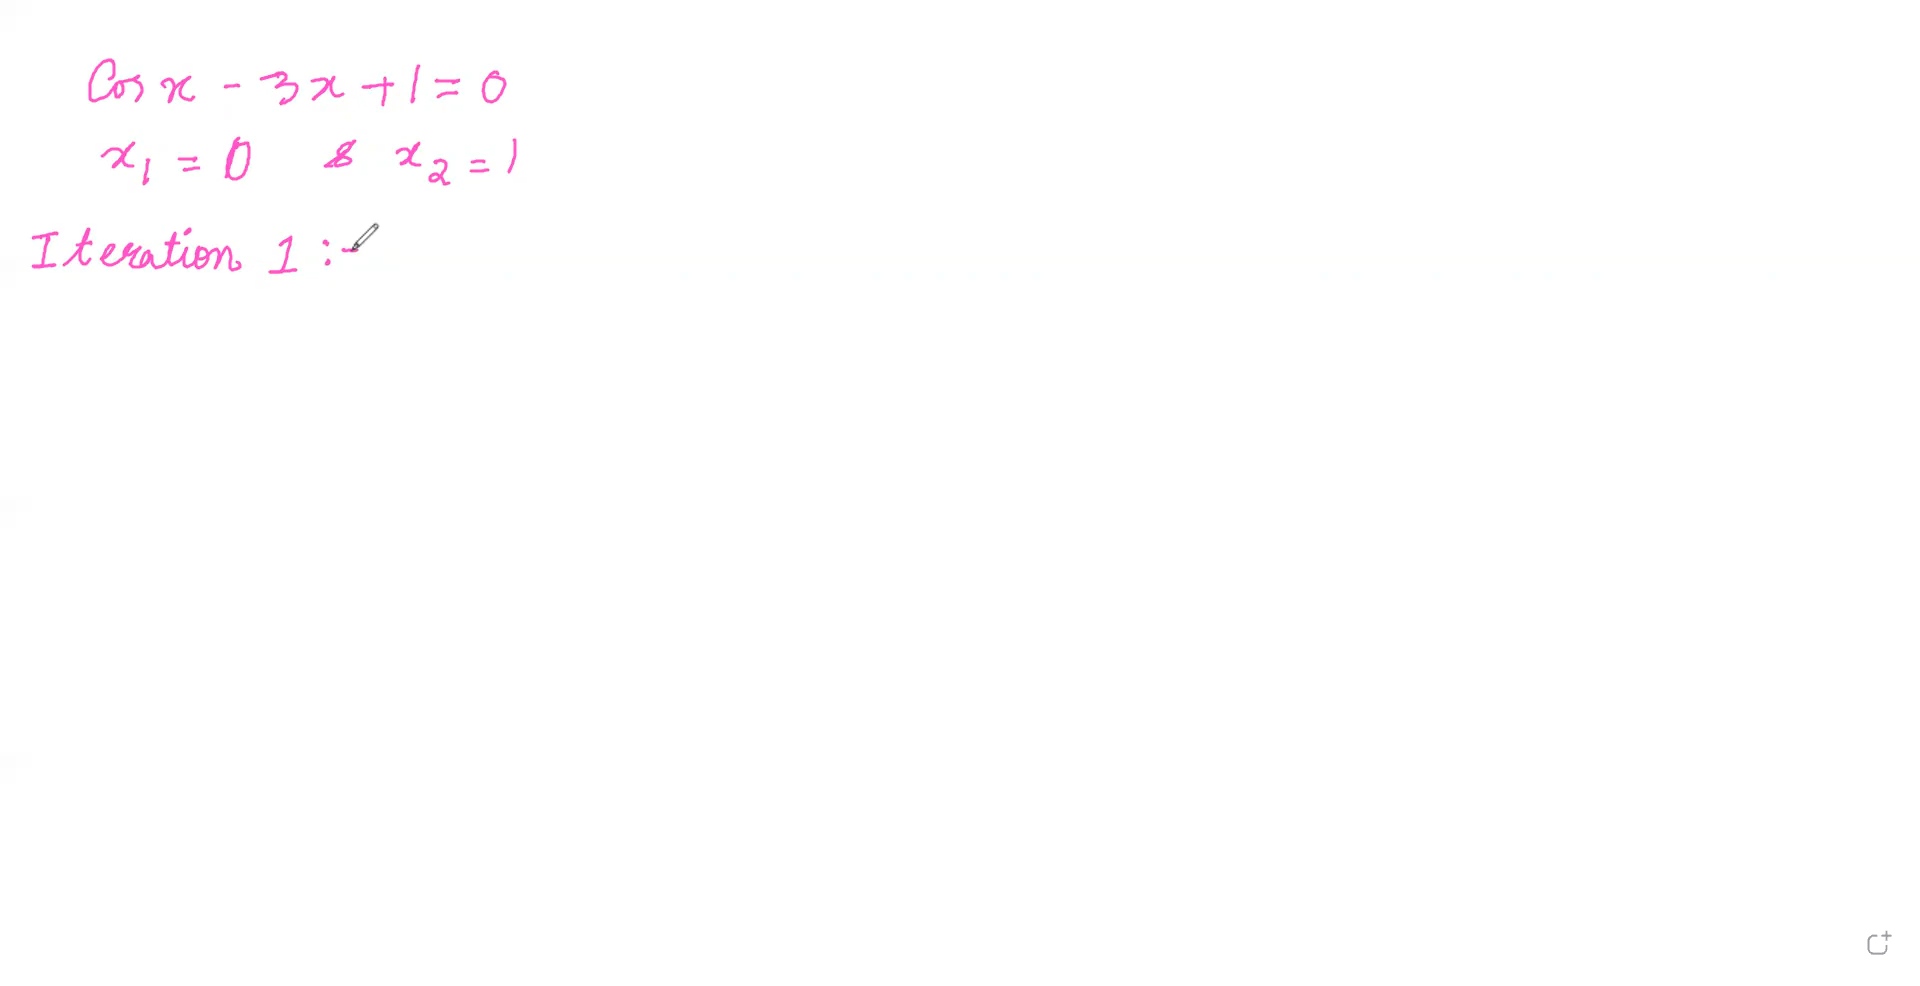 Cos x - 3x + 1 = 0
x₁ = 0 & x₂ = 1
Iteration 1 :-